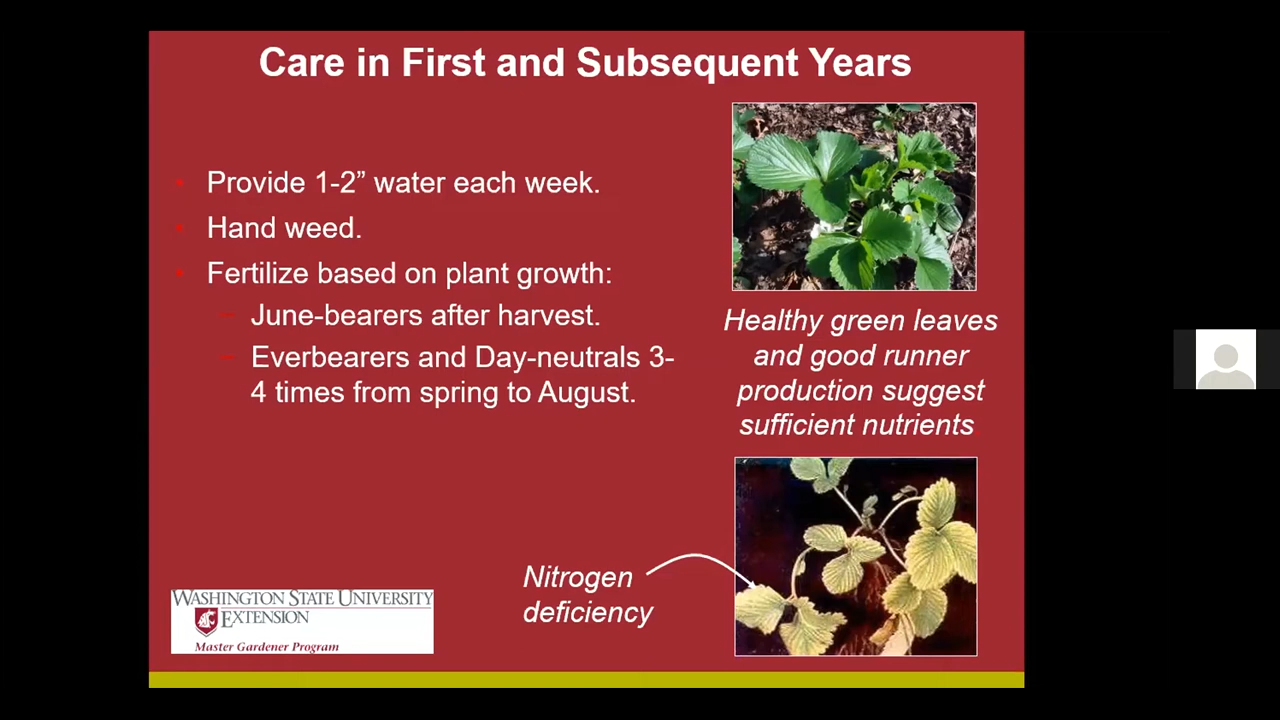 Care in First and Subsequent Years
Provide 1-2” water each week.
Hand weed.
Fertilize based on plant growth:
June-bearers after harvest.
Everbearers and Day-neutrals 3-
4 times from spring to August.
Healthy green leaves
and good runner
production suggest
sufficient nutrients
Nitrogen
deficiency
WASHINGTON STATE UNIVERSITY
EXTENSION
Master Gardener Program